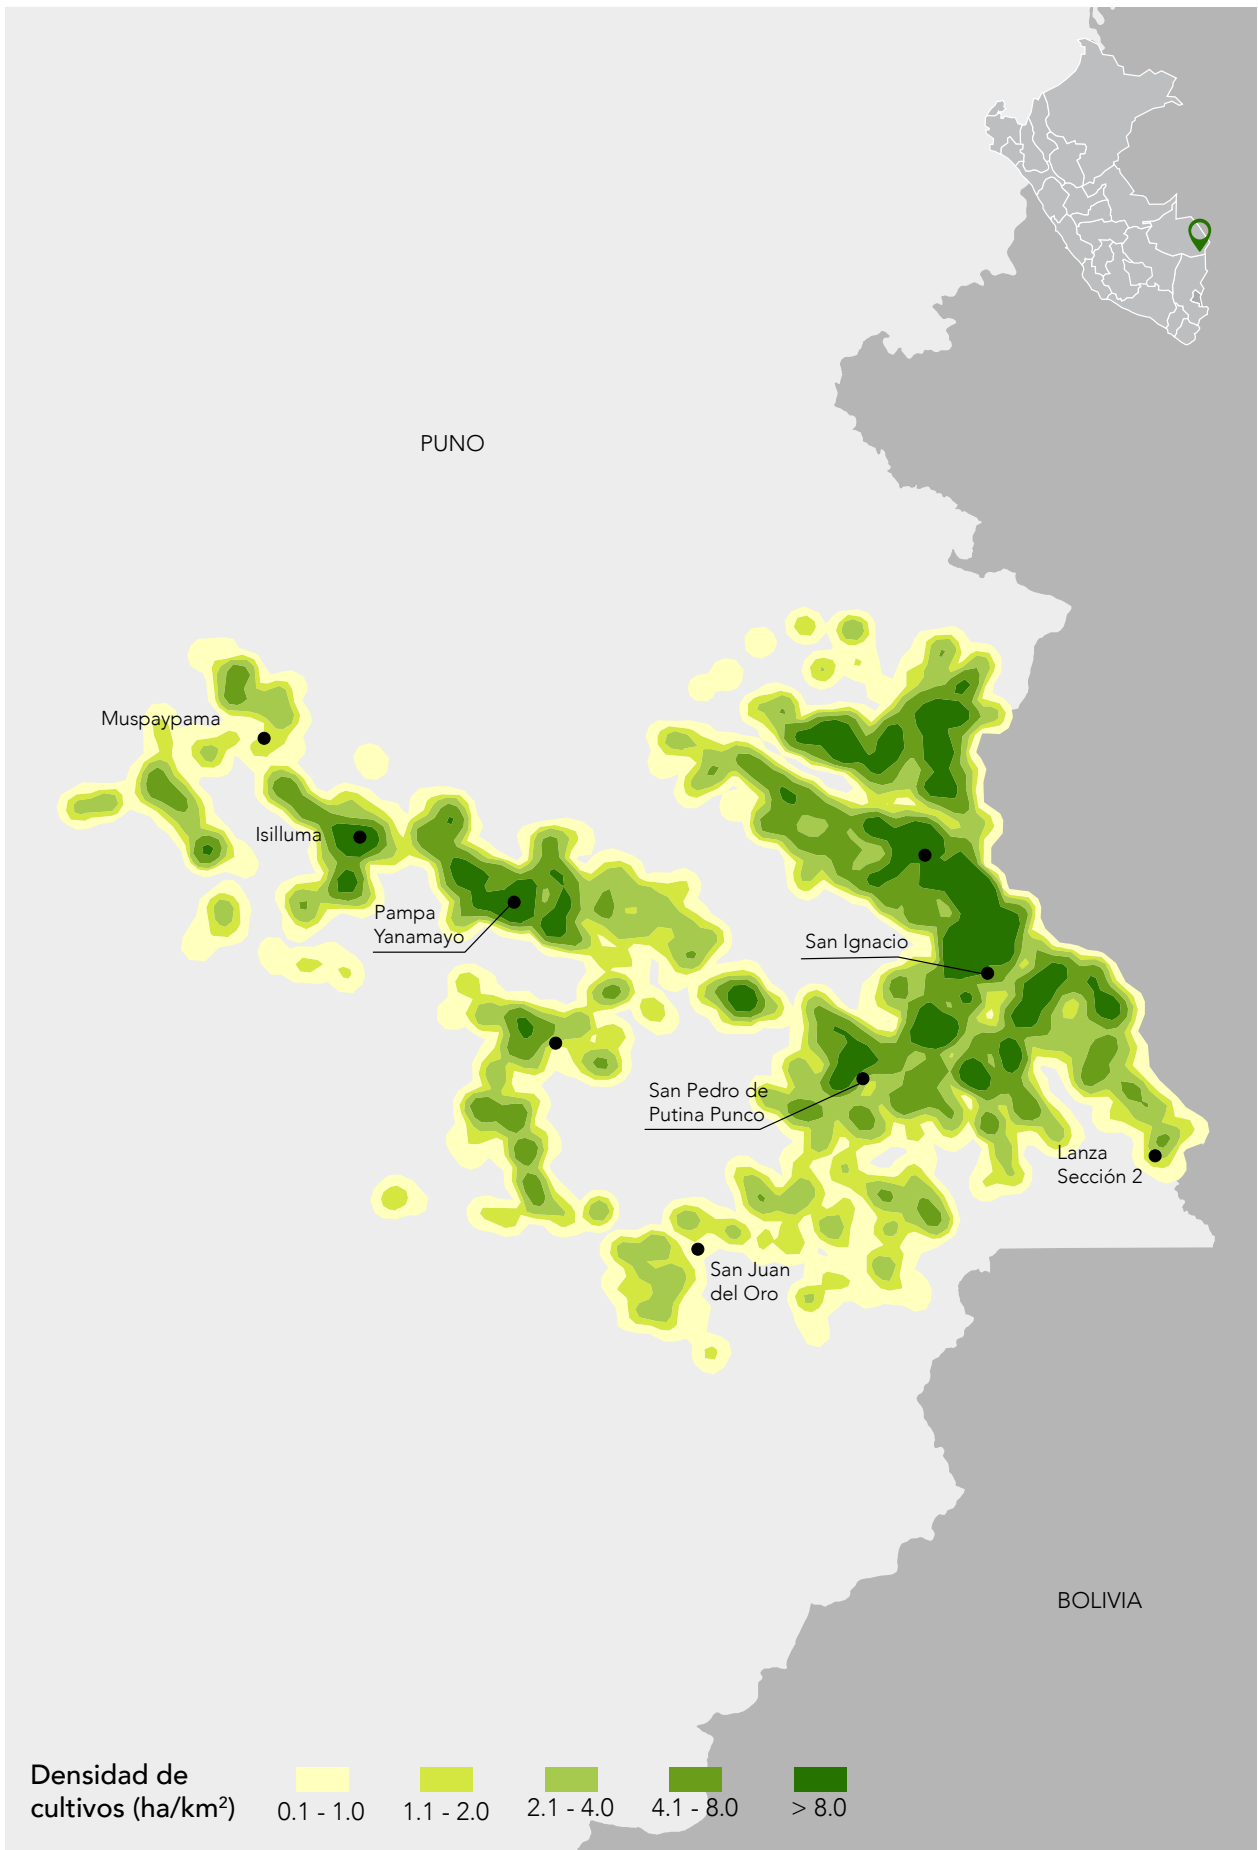 PUNO
Muspaypama
Isilluma
Pampa
Yanamayo
San Ignacio
San Pedro de
Putina Punco
Lanza
Sección 2
San Juan
del Oro
BOLIVIA
Densidad de
cultivos (ha/km²)
0.1 - 1.0
1.1 - 2.0
2.1 - 4.0
4.1 - 8.0
> 8.0